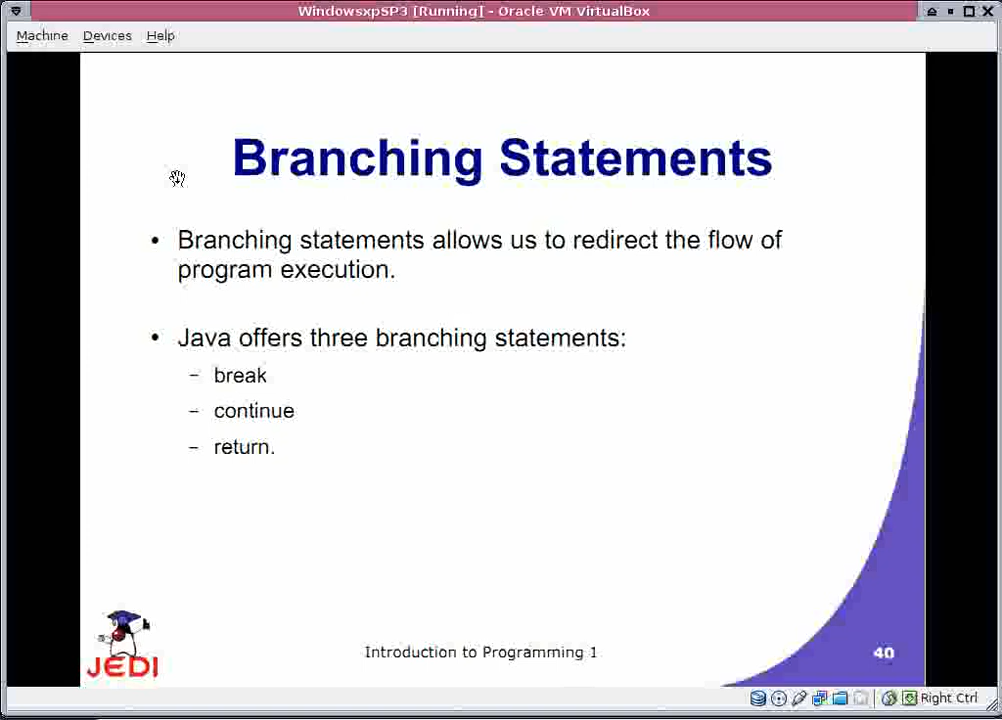 WindowsxpSP3 [Running] - Oracle VM VirtualBox
Machine Devices Help
Branching Statements
• Branching statements allows us to redirect the flow of
program execution.
• Java offers three branching statements:
– break
– continue
– return.
JEDI
Introduction to Programming 1
40
Right Ctrl